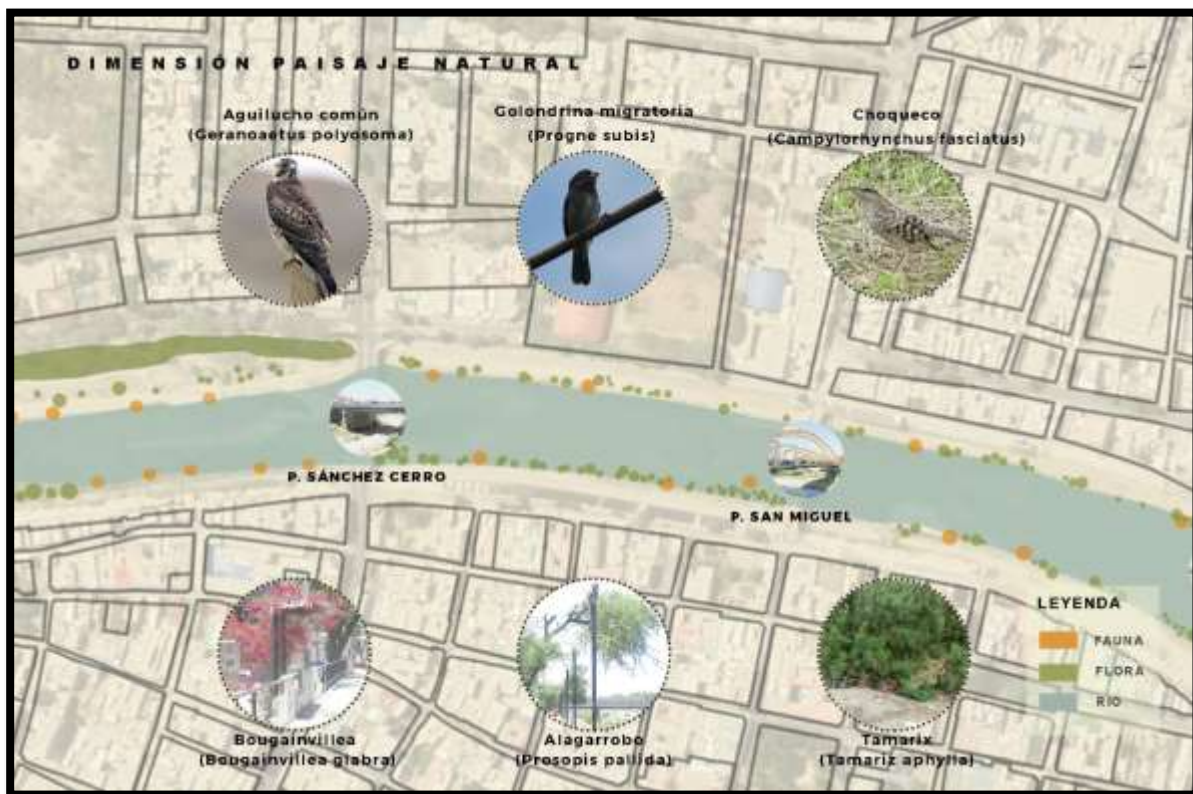 DIMENSIÓN PAISAJE NATURAL
Aguilucho común
(Geranoaetus polyosoma)
Golondrina migratoria
(Progne subis)
Choqueco
(Campylorhynchus fasciatus)
P. SÁNCHEZ CERRO
P. SAN MIGUEL
Bougainvillea
(Bougainvillea glabra)
Alagarrobo
(Prosopis pallida)
Tamarix
(Tamariz aphylla)
LEYENDA
FAUNA
FLORA
RIO